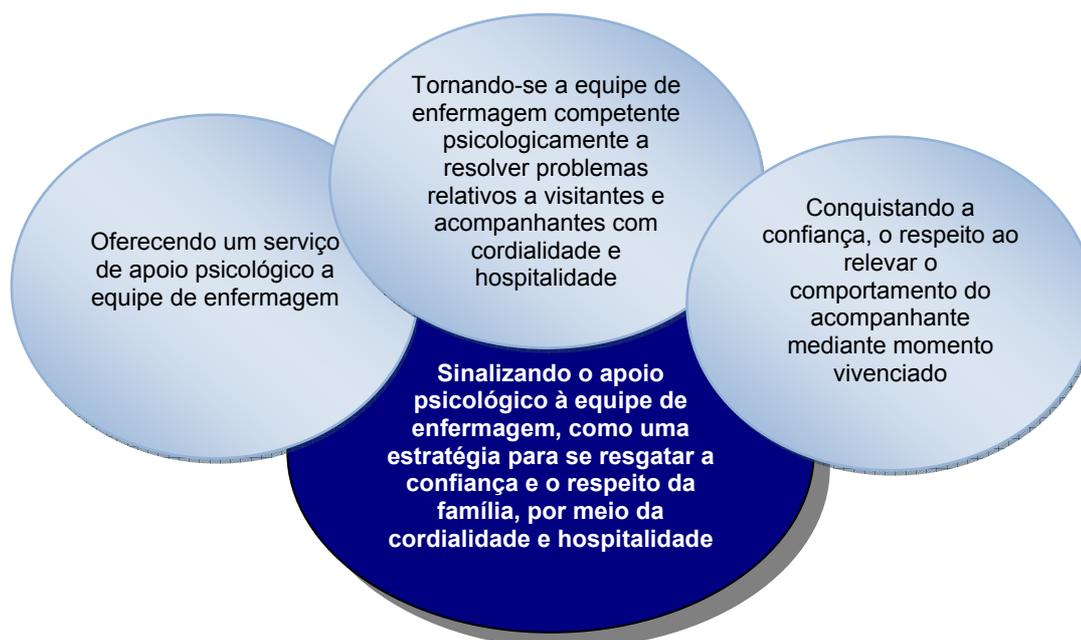 Oferecendo um serviço
de apoio psicológico a
equipe de enfermagem
Tornando-se a equipe de
enfermagem competente
psicologicamente a
resolver problemas
relativos a visitantes e
acompanhantes com
cordialidade e
hospitalidade
Conquistando a
confiança, o respeito ao
relevar o
comportamento do
acompanhante
mediante momento
vivenciado
Sinalizando o apoio
psicológico à equipe de
enfermagem, como uma
estratégia para se resgatar a
confiança e o respeito da
família, por meio da
cordialidade e hospitalidade